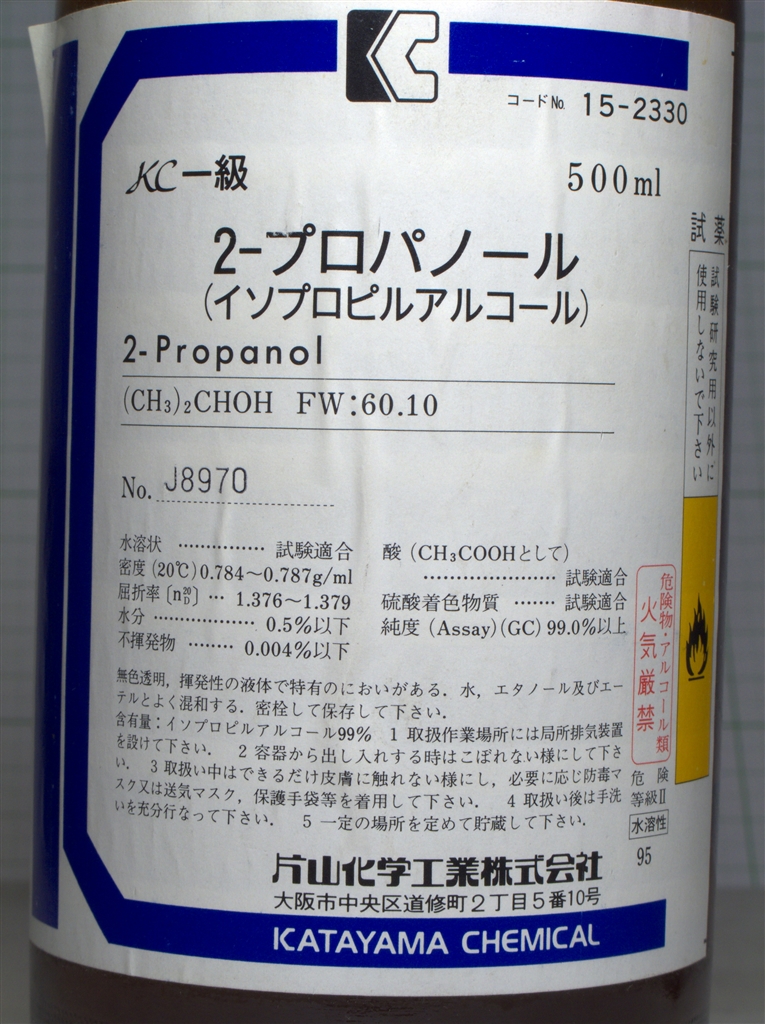 KC
コードNo. 15-2330
KC一級 500ml
2-プロパノール
(イソプロピルアルコール)
2-Propanol
(CH₃)₂CHOH FW:60.10
No. J8970
水溶状 ··············· 試験適合
密度 (20℃) 0.784～0.787g/ml
屈折率 〔n20D〕 ··· 1.376～1.379
水分 ·················· 0.5%以下
不揮発物 ········ 0.004%以下
酸 (CH₃COOHとして)
······················ 試験適合
硫酸着色物質 ······· 試験適合
純度 (Assay)(GC) 99.0%以上
無色透明，揮発性の液体で特有のにおいがある．水，エタノール及びエー
テルとよく混和する．密栓して保存して下さい．
含有量：イソプロピルアルコール99% 1 取扱作業場所には局所排気装置
を設けて下さい． 2 容器から出し入れする時はこぼれない様にして下さ
い． 3 取扱い中はできるだけ皮膚に触れない様にし，必要に応じ防毒マ
スク又は送気マスク，保護手袋等を着用して下さい． 4 取扱い後は手洗
いを充分行なって下さい． 5 一定の場所を定めて貯蔵して下さい．
片山化学工業株式会社
大阪市中央区道修町2丁目5番10号
KATAYAMA CHEMICAL
試薬
試験研究用以外に
使用しないで下さい
危険物・アルコール類
火気厳禁
危険
等級Ⅱ
水溶性
95